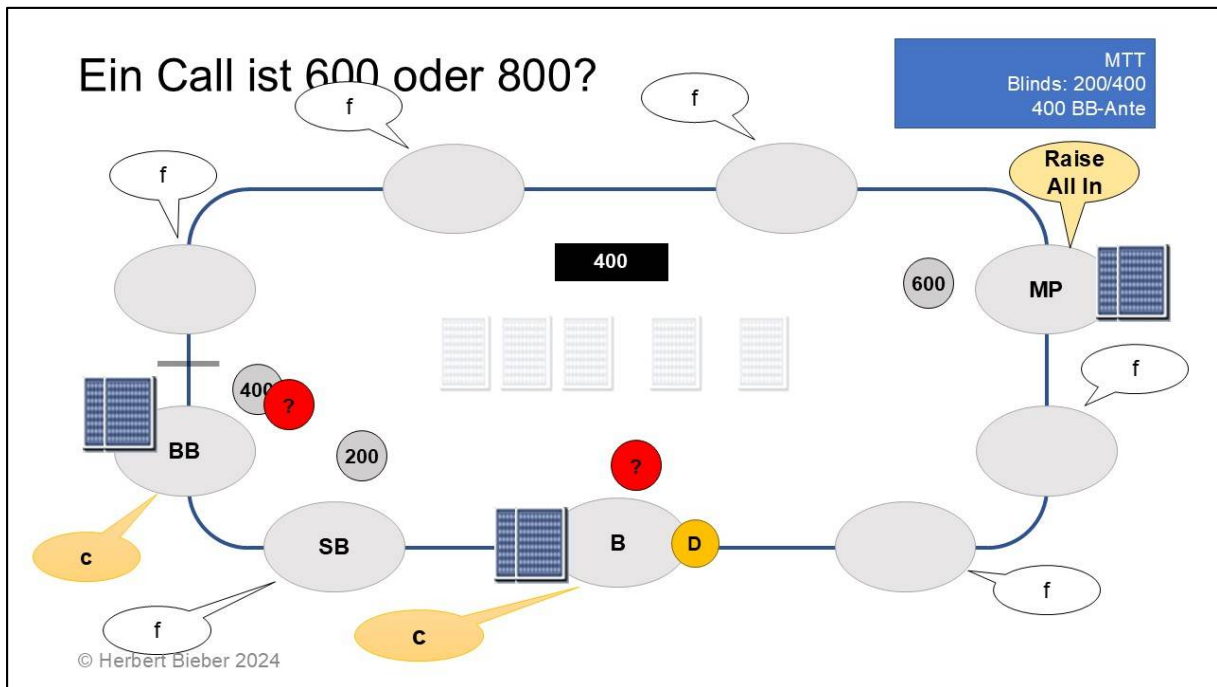 Ein Call ist 600 oder 800?
MTT
Blinds: 200/400
400 BB-Ante
f
f
f
Raise
All In
400
600
MP
f
400
?
BB
200
?
c
SB
B
D
f
c
f
© Herbert Bieber 2024